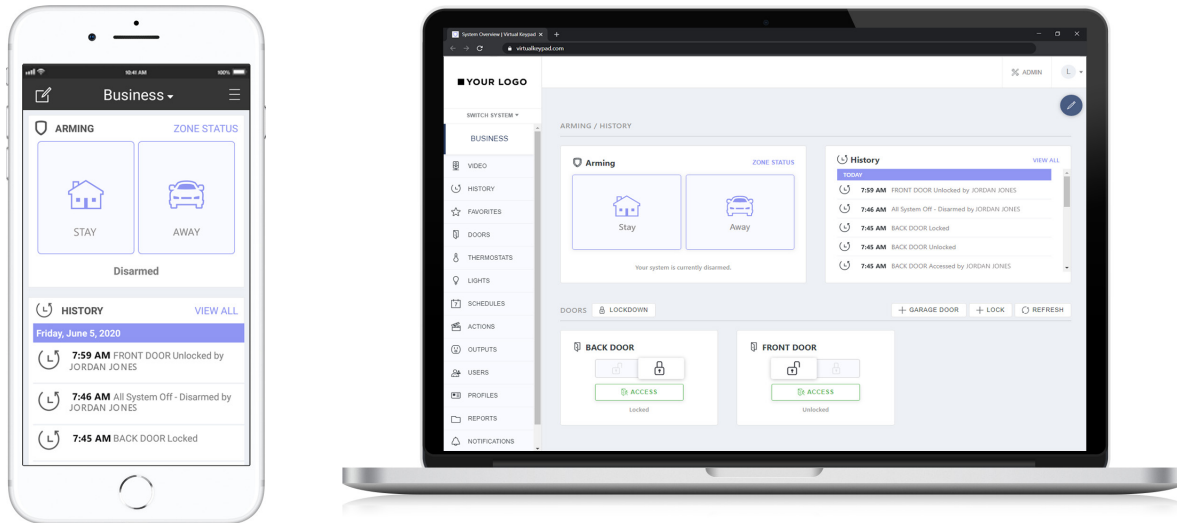 10:41 AM
100%
Business
ARMING
ZONE STATUS
STAY
AWAY
Disarmed
HISTORY
VIEW ALL
Friday, June 5, 2020
7:59 AM FRONT DOOR Unlocked by
JORDAN JONES
7:46 AM All System Off - Disarmed by
JORDAN JONES
7:45 AM BACK DOOR Locked
System Overview | Virtual Keypad
virtualkeypad.com
YOUR LOGO
ADMIN
L
SWITCH SYSTEM
BUSINESS
VIDEO
HISTORY
FAVORITES
DOORS
THERMOSTATS
LIGHTS
SCHEDULES
ACTIONS
OUTPUTS
USERS
PROFILES
REPORTS
NOTIFICATIONS
ARMING / HISTORY
Arming
ZONE STATUS
Stay
Away
Your system is currently disarmed.
History
VIEW ALL
TODAY
7:59 AM FRONT DOOR Unlocked by JORDAN JONES
7:46 AM All System Off - Disarmed by JORDAN JONES
7:45 AM BACK DOOR Locked
7:45 AM BACK DOOR Unlocked
7:45 AM BACK DOOR Accessed by JORDAN JONES
DOORS
LOCKDOWN
+ GARAGE DOOR
+ LOCK
REFRESH
BACK DOOR
ACCESS
Locked
FRONT DOOR
ACCESS
Unlocked